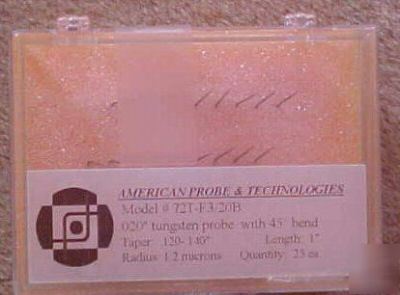 AMERICAN PROBE & TECHNOLOGIES
Model # 72T-E3/20B
.020" tungsten probe with 45° bend
Taper 120-140" Length: 1"
Radius 1.2 microns Quantity: 25 ea.